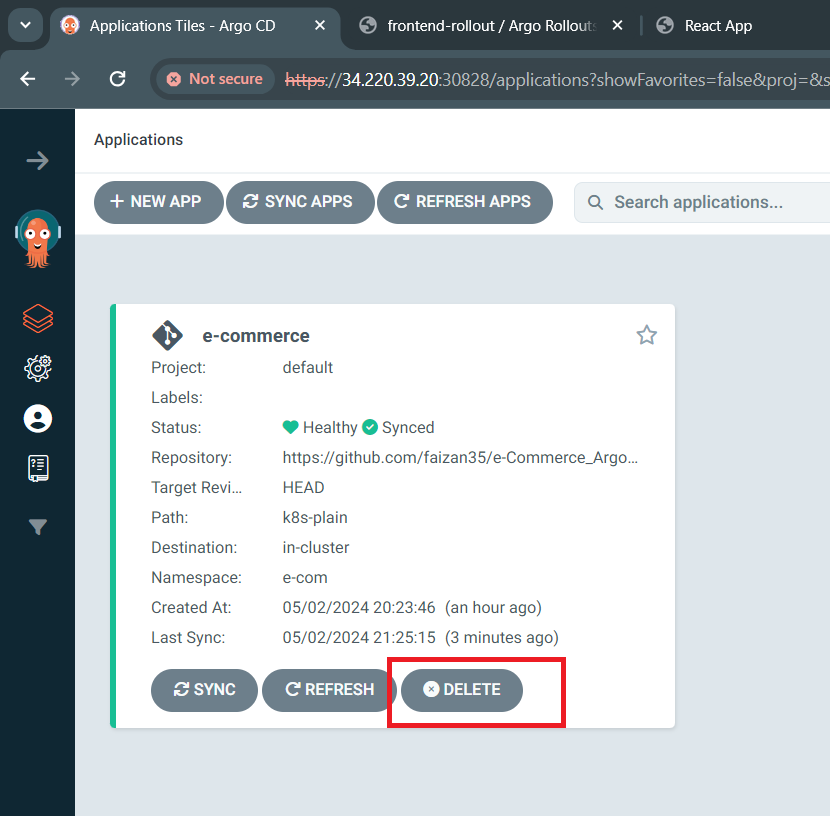 Applications Tiles - Argo CD
frontend-rollout / Argo Rollouts
React App
Not secure
https://34.220.39.20:30828/applications?showFavorites=false&proj=&s
Applications
NEW APP
SYNC APPS
REFRESH APPS
Search applications...
e-commerce
Project: default
Labels:
Status: Healthy Synced
Repository: https://github.com/faizan35/e-Commerce_Argo...
Target Revi... HEAD
Path: k8s-plain
Destination: in-cluster
Namespace: e-com
Created At: 05/02/2024 20:23:46 (an hour ago)
Last Sync: 05/02/2024 21:25:15 (3 minutes ago)
SYNC
REFRESH
DELETE